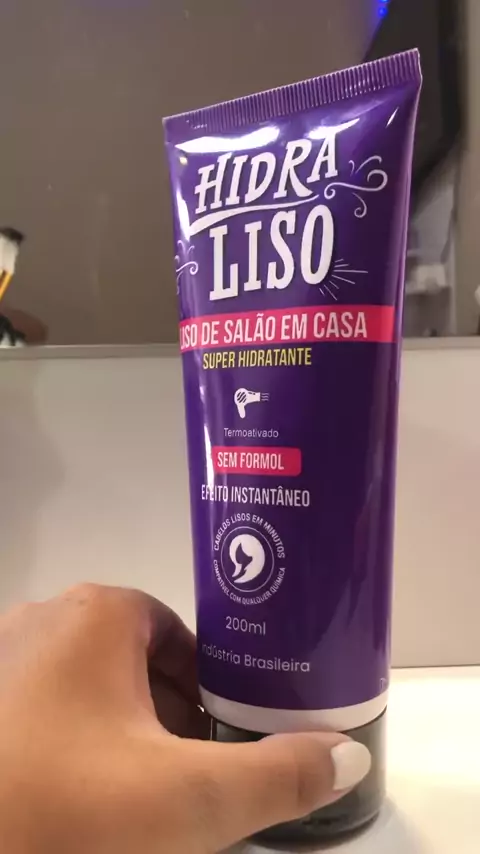 HIDRA
LISO
LISO DE SALÃO EM CASA
SUPER HIDRATANTE
Termoativado
SEM FORMOL
EFEITO INSTANTÂNEO
CABELOS LISOS EM MINUTOS
COMPATÍVEL COM QUALQUER QUÍMICA
200ml
Indústria Brasileira